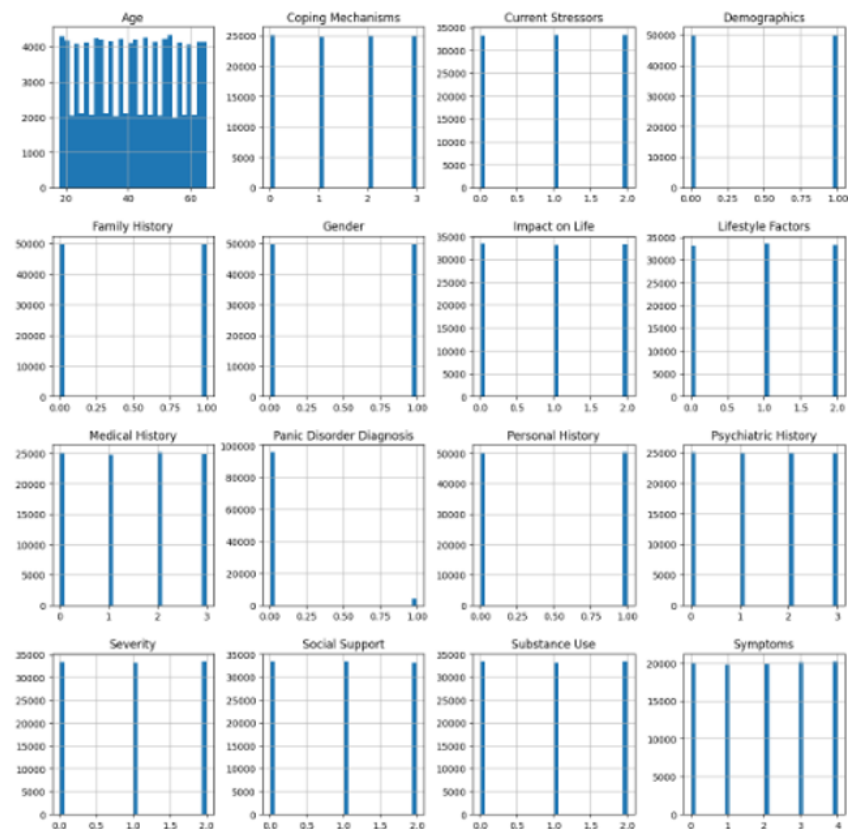 Age Coping Mechanisms Current Stressors Demographics
4000 25000 35000 50000
3000 20000 30000 40000
2000 15000 25000 30000
1000 10000 20000 20000
0 5000 15000 10000
0 10000 0
5000
0
20 40 60 0 1 2 3 0.0 0.5 1.0 1.5 2.0 0.00 0.25 0.50 0.75 1.00
Family History Gender Impact on Life Lifestyle Factors
50000 50000 35000 35000
40000 40000 30000 30000
30000 30000 25000 25000
20000 20000 20000 20000
10000 10000 15000 15000
0 0 10000 10000
5000 5000
0 0
0.00 0.25 0.50 0.75 1.00 0.00 0.25 0.50 0.75 1.00 0.0 0.5 1.0 1.5 2.0 0.0 0.5 1.0 1.5 2.0
Medical History Panic Disorder Diagnosis Personal History Psychiatric History
25000 100000 50000 25000
20000 80000 40000 20000
15000 60000 30000 15000
10000 40000 20000 10000
5000 20000 10000 5000
0 0 0 0
0 1 2 3 0.00 0.25 0.50 0.75 1.00 0.00 0.25 0.50 0.75 1.00 0 1 2 3
Severity Social Support Substance Use Symptoms
35000 35000 35000 20000
30000 30000 30000 15000
25000 25000 25000 10000
20000 20000 20000 5000
15000 15000 15000 0
10000 10000 10000
5000 5000 5000
0 0 0
0.0 0.5 1.0 1.5 2.0 0.0 0.5 1.0 1.5 2.0 0.0 0.5 1.0 1.5 2.0 0 1 2 3 4